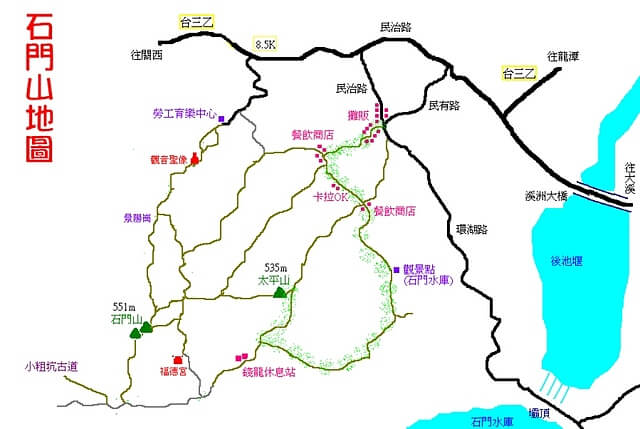 石門山地圖
台三乙
往關西
8.5K
民治路
民治路
往龍潭
台三乙
民有路
攤販
勞工育樂中心
餐飲商店
觀音聖像
往大溪
卡拉OK
溪洲大橋
餐飲商店
景勝崗
環湖路
後池堰
535m
太平山
觀景點
(石門水庫)
551m
石門山
小粗坑古道
福德宮
錢龍休息站
壩頂
石門水庫